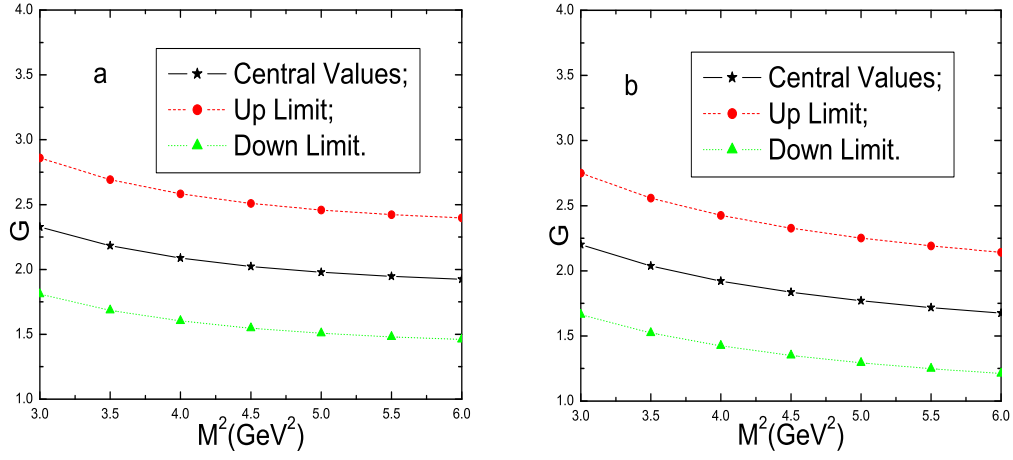 4.0
3.5
3.0
2.5
2.0
1.5
1.0
G
a
Central Values;
Up Limit;
Down Limit.
3.0 3.5 4.0 4.5 5.0 5.5 6.0
M²(GeV²)
4.0
3.5
3.0
2.5
2.0
1.5
1.0
G
b
Central Values;
Up Limit;
Down Limit.
3.0 3.5 4.0 4.5 5.0 5.5 6.0
M²(GeV²)